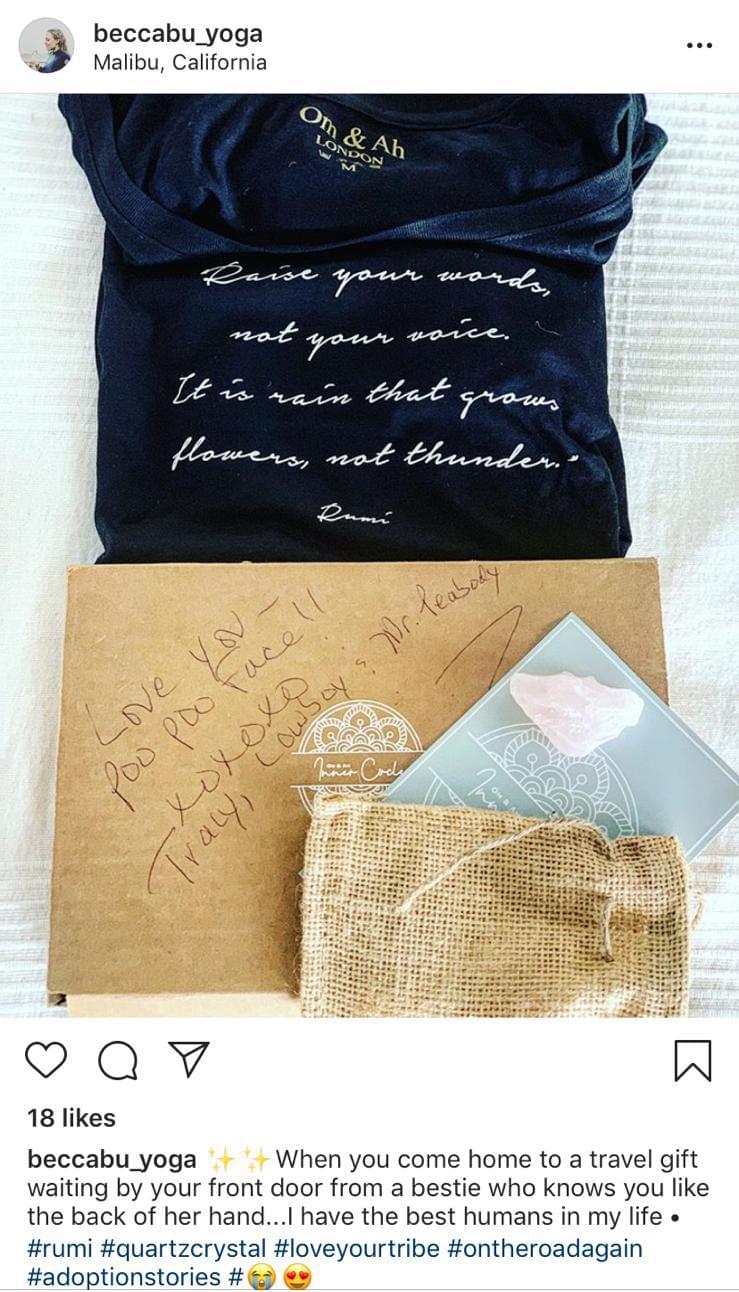 beccabu_yoga
Malibu, California
Om & Ah
LONDON
M
Raise your words,
not your voice.
It is rain that grows
flowers, not thunder."
Rumi
Love You -
Poo Poo Face!!
xoxoxo
Tracy, Cowboy & Mr. Peabody
Inner Circle
18 likes
beccabu_yoga ✨ ✨ When you come home to a travel gift
waiting by your front door from a bestie who knows you like
the back of her hand...I have the best humans in my life •
#rumi #quartzcrystal #loveyourtribe #ontheroadagain
#adoptionstories #😭 😍